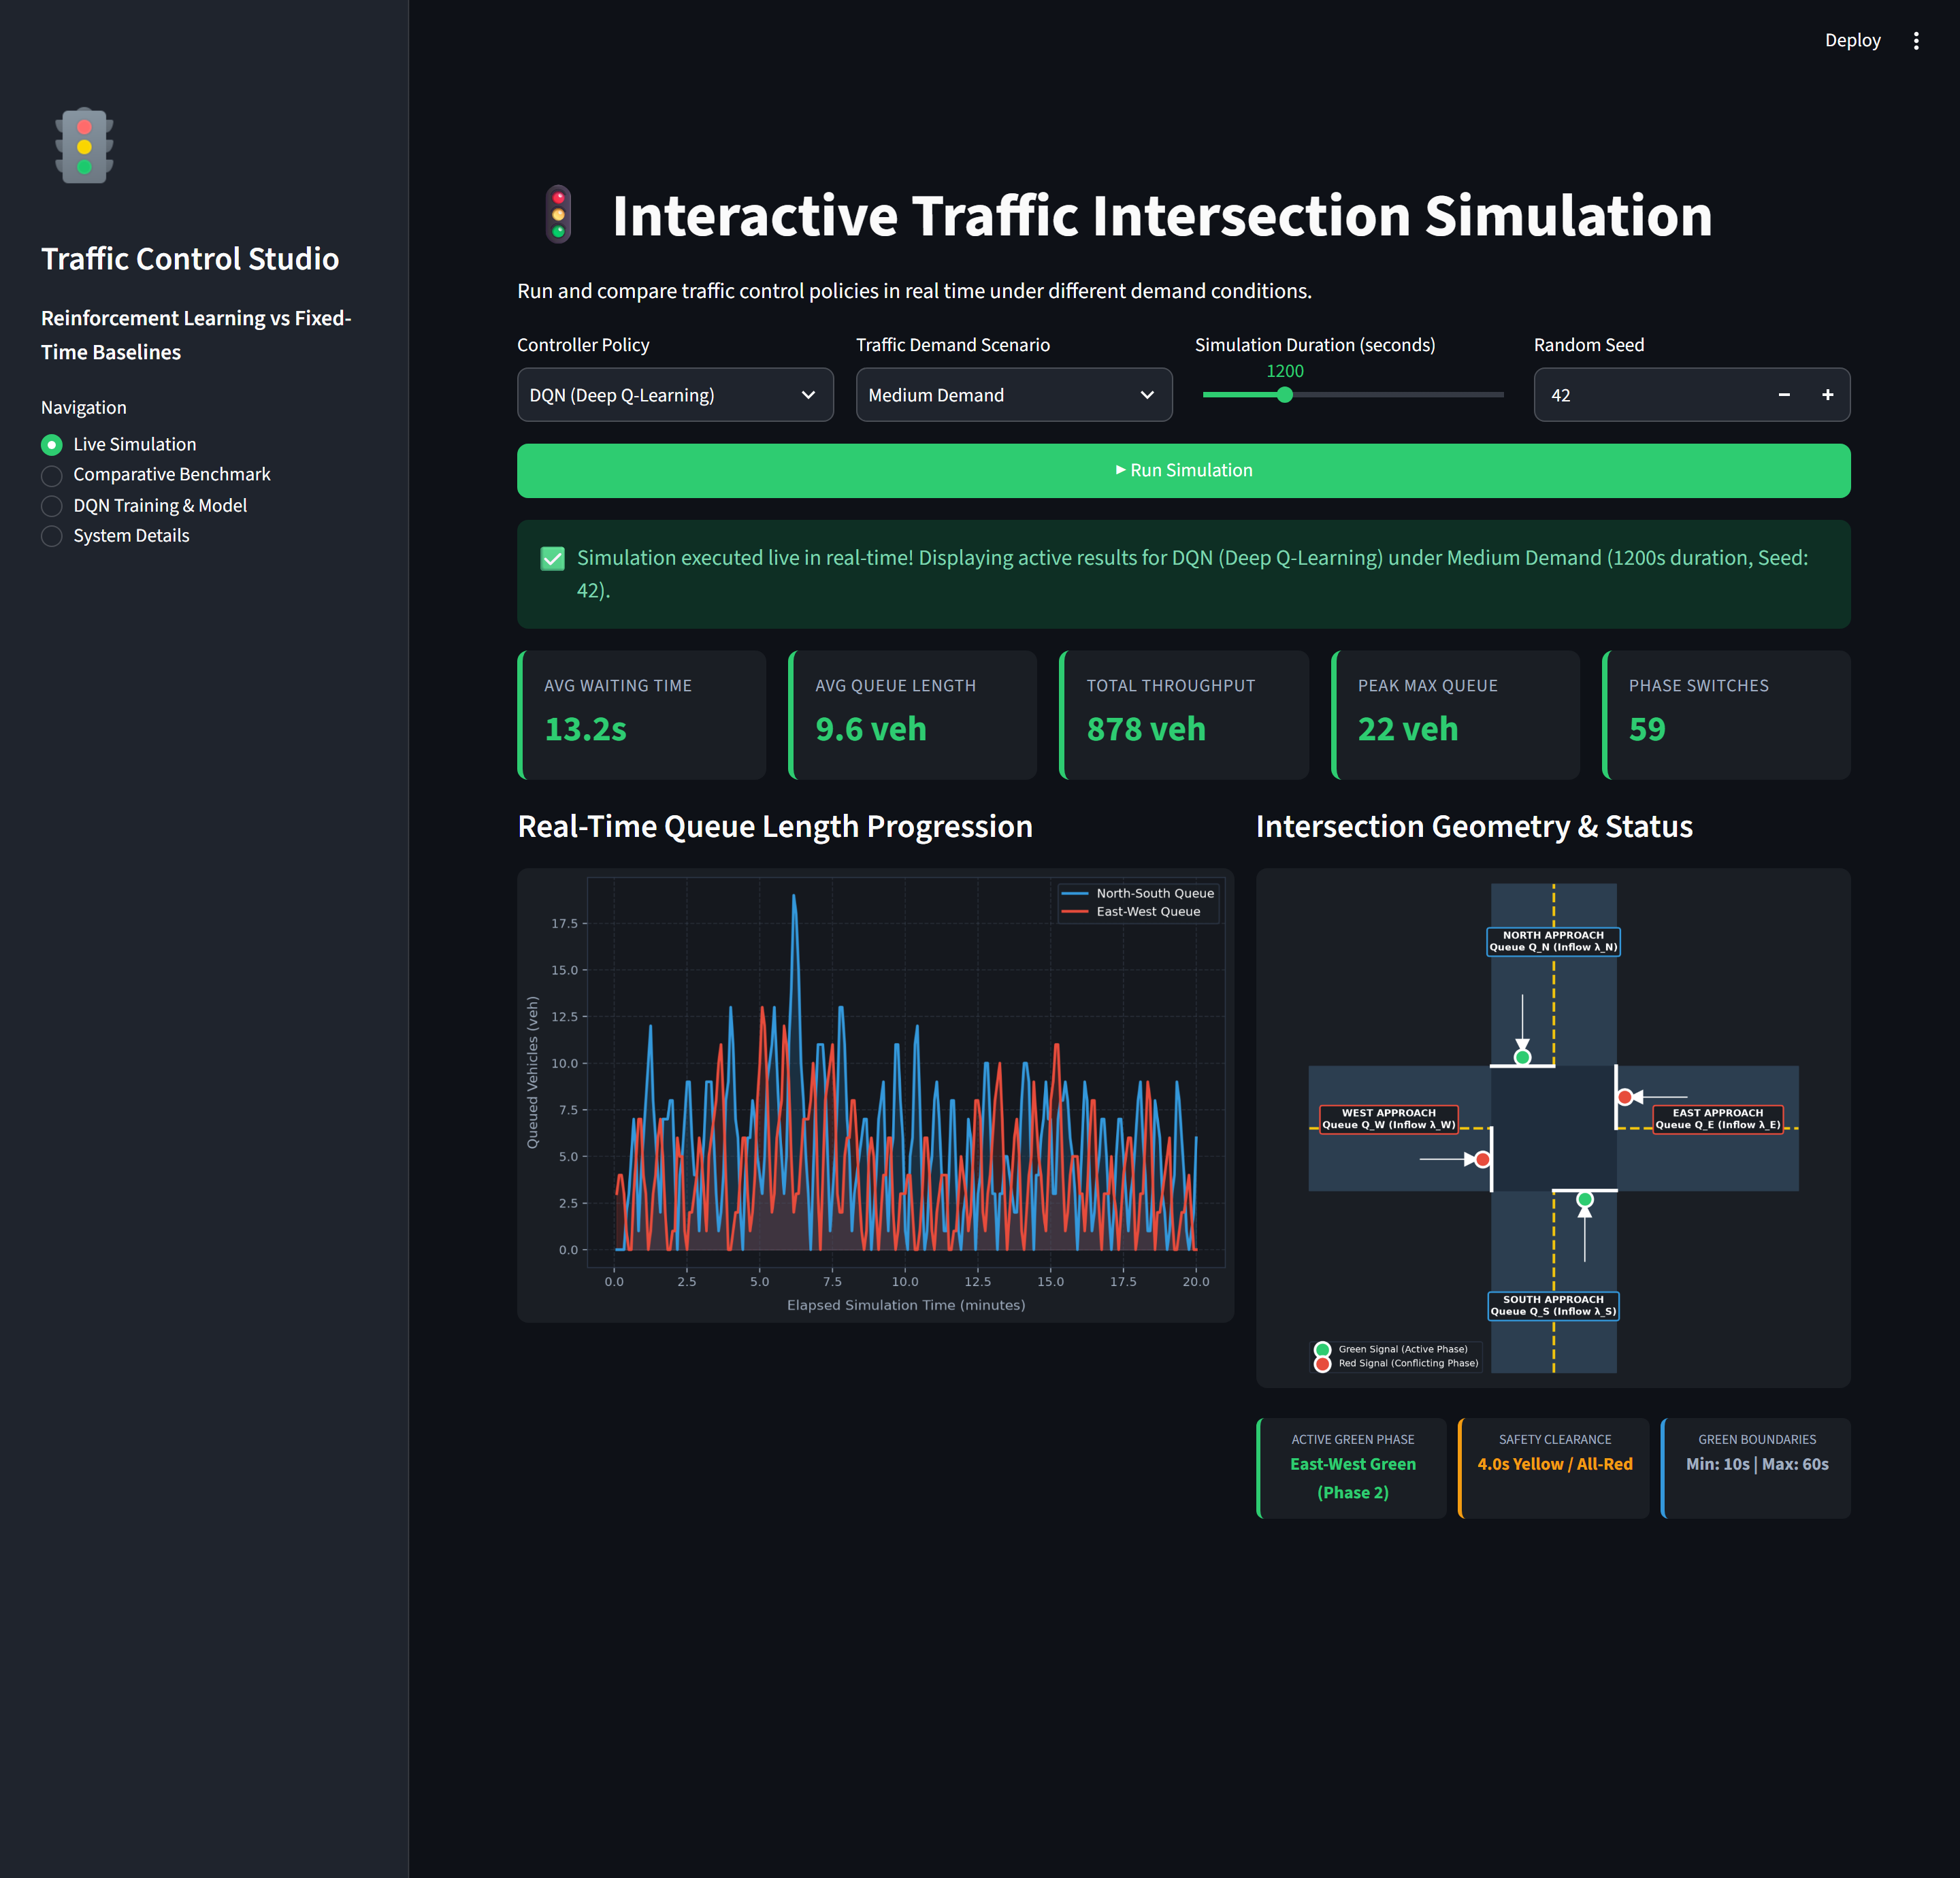 Deploy
Traffic Control Studio
Reinforcement Learning vs Fixed-
Time Baselines
Navigation
Live Simulation
Comparative Benchmark
DQN Training & Model
System Details
Interactive Traffic Intersection Simulation
Run and compare traffic control policies in real time under different demand conditions.
Controller Policy
DQN (Deep Q-Learning)
Traffic Demand Scenario
Medium Demand
Simulation Duration (seconds)
1200
Random Seed
42
Run Simulation
Simulation executed live in real-time! Displaying active results for DQN (Deep Q-Learning) under Medium Demand (1200s duration, Seed:
42).
AVG WAITING TIME
13.2s
AVG QUEUE LENGTH
9.6 veh
TOTAL THROUGHPUT
878 veh
PEAK MAX QUEUE
22 veh
PHASE SWITCHES
59
Real-Time Queue Length Progression
North-South Queue
East-West Queue
17.5
15.0
12.5
10.0
7.5
5.0
2.5
0.0
Queued Vehicles (veh)
0.0 2.5 5.0 7.5 10.0 12.5 15.0 17.5 20.0
Elapsed Simulation Time (minutes)
Intersection Geometry & Status
NORTH APPROACH
Queue Q_N (Inflow λ_N)
WEST APPROACH
Queue Q_W (Inflow λ_W)
EAST APPROACH
Queue Q_E (Inflow λ_E)
SOUTH APPROACH
Queue Q_S (Inflow λ_S)
Green Signal (Active Phase)
Red Signal (Conflicting Phase)
ACTIVE GREEN PHASE
East-West Green
(Phase 2)
SAFETY CLEARANCE
4.0s Yellow / All-Red
GREEN BOUNDARIES
Min: 10s | Max: 60s